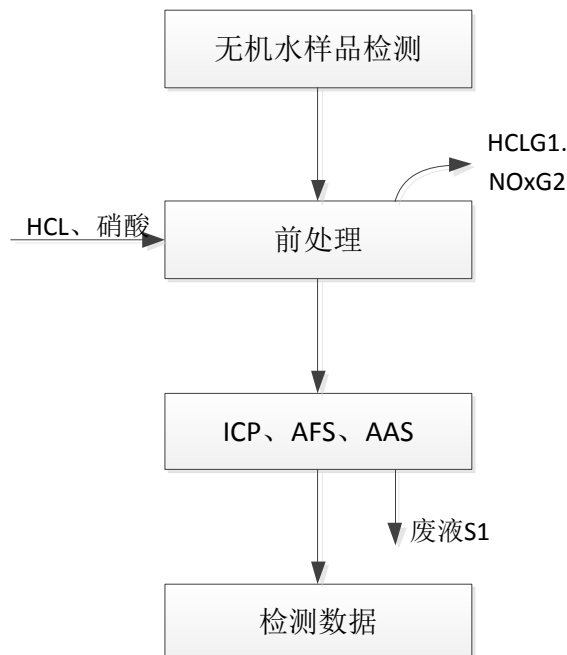 无机水样品检测
HCLG1.
NOxG2
HCL、硝酸
前处理
ICP、AFS、AAS
废液S1
检测数据